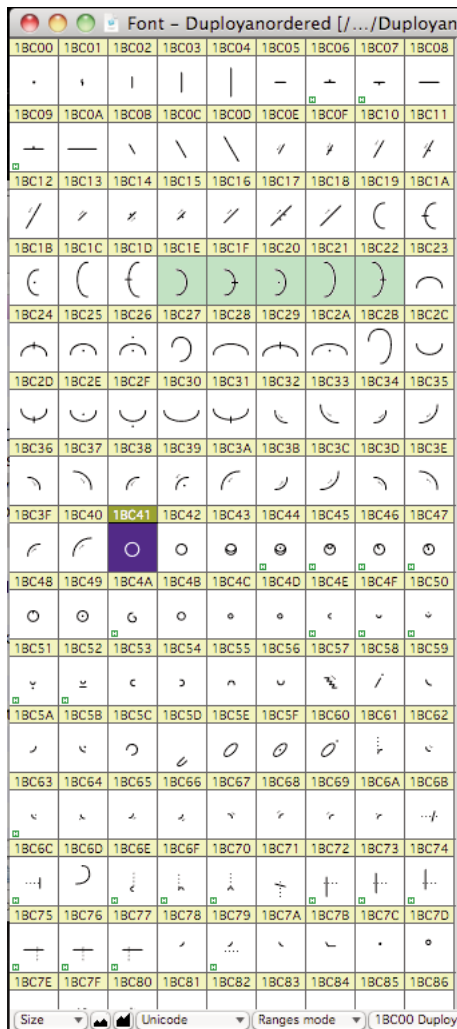 Font – Duployanordered [/.../Duployan
1BC00 1BC01 1BC02 1BC03 1BC04 1BC05 1BC06 1BC07 1BC08
1BC09 1BC0A 1BC0B 1BC0C 1BC0D 1BC0E 1BC0F 1BC10 1BC11
1BC12 1BC13 1BC14 1BC15 1BC16 1BC17 1BC18 1BC19 1BC1A
1BC1B 1BC1C 1BC1D 1BC1E 1BC1F 1BC20 1BC21 1BC22 1BC23
1BC24 1BC25 1BC26 1BC27 1BC28 1BC29 1BC2A 1BC2B 1BC2C
1BC2D 1BC2E 1BC2F 1BC30 1BC31 1BC32 1BC33 1BC34 1BC35
1BC36 1BC37 1BC38 1BC39 1BC3A 1BC3B 1BC3C 1BC3D 1BC3E
1BC3F 1BC40 1BC41 1BC42 1BC43 1BC44 1BC45 1BC46 1BC47
1BC48 1BC49 1BC4A 1BC4B 1BC4C 1BC4D 1BC4E 1BC4F 1BC50
1BC51 1BC52 1BC53 1BC54 1BC55 1BC56 1BC57 1BC58 1BC59
1BC5A 1BC5B 1BC5C 1BC5D 1BC5E 1BC5F 1BC60 1BC61 1BC62
1BC63 1BC64 1BC65 1BC66 1BC67 1BC68 1BC69 1BC6A 1BC6B
1BC6C 1BC6D 1BC6E 1BC6F 1BC70 1BC71 1BC72 1BC73 1BC74
1BC75 1BC76 1BC77 1BC78 1BC79 1BC7A 1BC7B 1BC7C 1BC7D
1BC7E 1BC7F 1BC80 1BC81 1BC82 1BC83 1BC84 1BC85 1BC86
Size Unicode Ranges mode 1BC00 Duploy